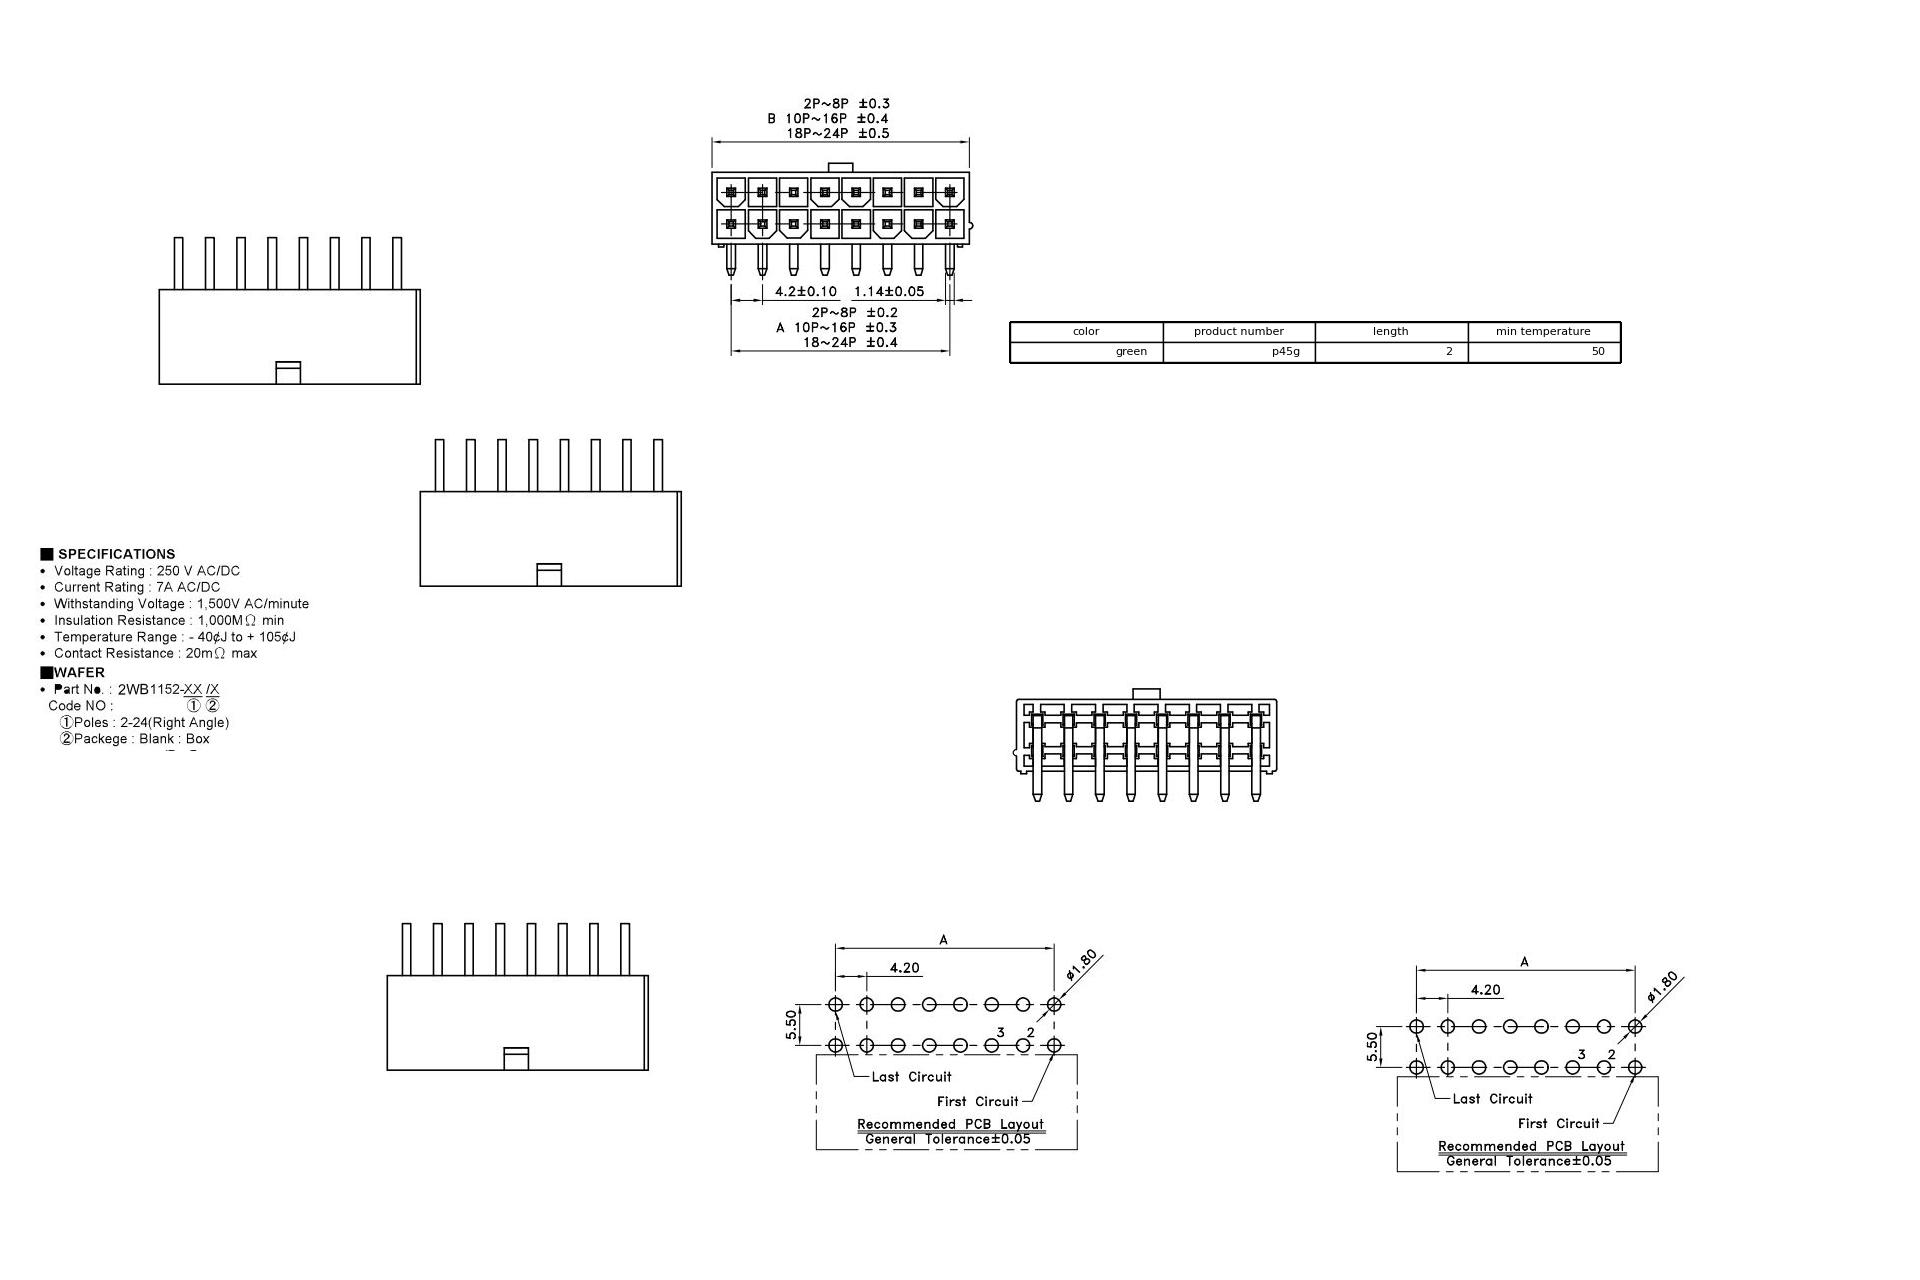 2P~8P ±0.3
B 10P~16P ±0.4
18P~24P ±0.5
4.2±0.10 1.14±0.05
2P~8P ±0.2
A 10P~16P ±0.3
18~24P ±0.4
color product number length min temperature
green p45g 2 50
■ SPECIFICATIONS
• Voltage Rating : 250 V AC/DC
• Current Rating : 7A AC/DC
• Withstanding Voltage : 1,500V AC/minute
• Insulation Resistance : 1,000MΩ min
• Temperature Range : - 40¢J to + 105¢J
• Contact Resistance : 20mΩ max
■WAFER
• Part No. : 2WB1152-XX /X
Code NO : ① ②
①Poles : 2-24(Right Angle)
②Packege : Blank : Box
A
4.20
ø1.80
5.50
3 2
Last Circuit
First Circuit
Recommended PCB Layout
General Tolerance±0.05
A
4.20
ø1.80
5.50
3 2
Last Circuit
First Circuit
Recommended PCB Layout
General Tolerance±0.05